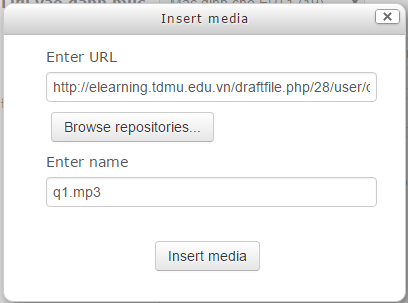 Insert media
Enter URL
http://elearning.tdmu.edu.vn/draftfile.php/28/user/
Browse repositories...
Enter name
q1.mp3
Insert media